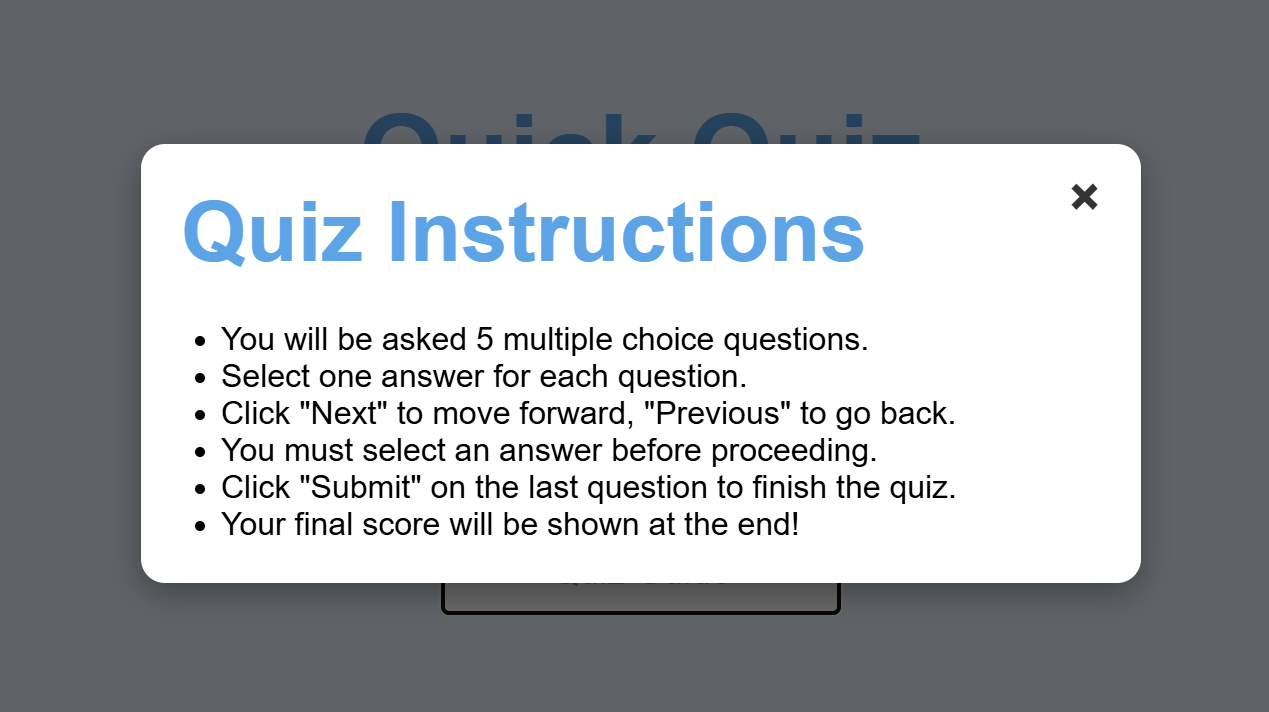 Quick Quiz
Quiz Instructions
×
• You will be asked 5 multiple choice questions.
• Select one answer for each question.
• Click "Next" to move forward, "Previous" to go back.
• You must select an answer before proceeding.
• Click "Submit" on the last question to finish the quiz.
• Your final score will be shown at the end!